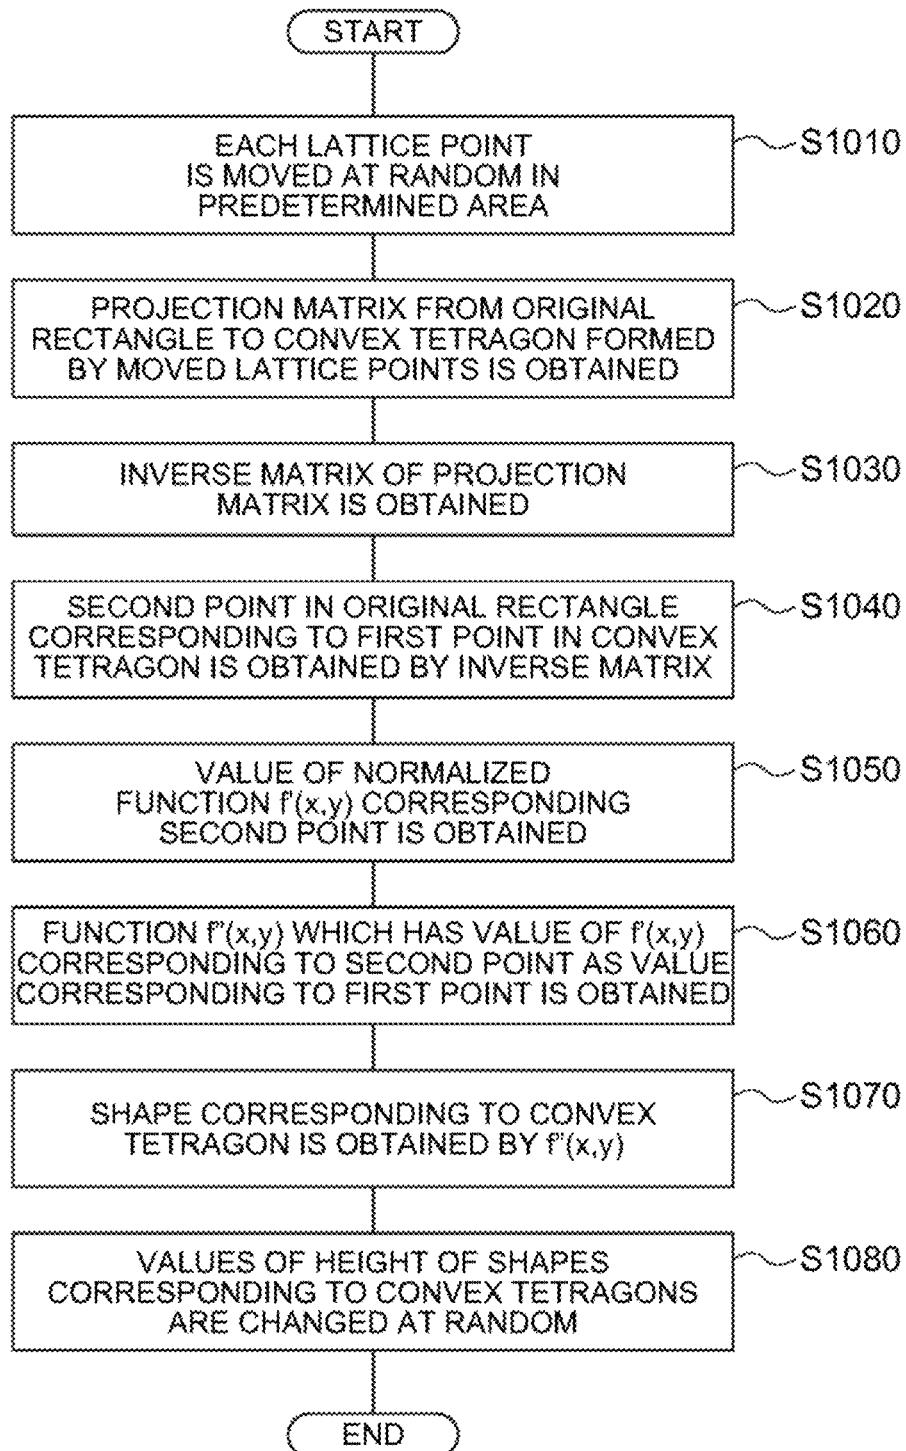 START
EACH LATTICE POINT
IS MOVED AT RANDOM IN
PREDETERMINED AREA
S1010
PROJECTION MATRIX FROM ORIGINAL
RECTANGLE TO CONVEX TETRAGON FORMED
BY MOVED LATTICE POINTS IS OBTAINED
S1020
INVERSE MATRIX OF PROJECTION
MATRIX IS OBTAINED
S1030
SECOND POINT IN ORIGINAL RECTANGLE
CORRESPONDING TO FIRST POINT IN CONVEX
TETRAGON IS OBTAINED BY INVERSE MATRIX
S1040
VALUE OF NORMALIZED
FUNCTION f'(x,y) CORRESPONDING
SECOND POINT IS OBTAINED
S1050
FUNCTION f"(x,y) WHICH HAS VALUE OF f'(x,y)
CORRESPONDING TO SECOND POINT AS VALUE
CORRESPONDING TO FIRST POINT IS OBTAINED
S1060
SHAPE CORRESPONDING TO CONVEX
TETRAGON IS OBTAINED BY f"(x,y)
S1070
VALUES OF HEIGHT OF SHAPES
CORRESPONDING TO CONVEX TETRAGONS
ARE CHANGED AT RANDOM
S1080
END